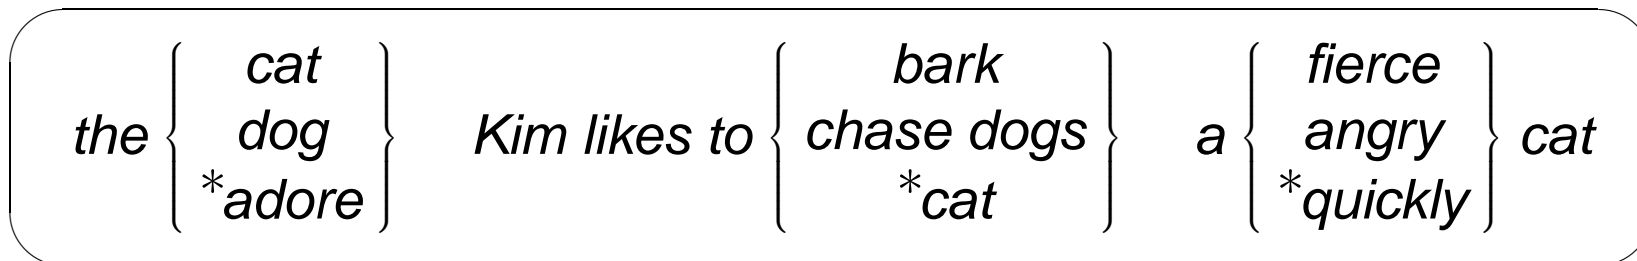 cat bark fierce
the { dog } Kim likes to { chase dogs } a { angry } cat
*adore *cat *quickly